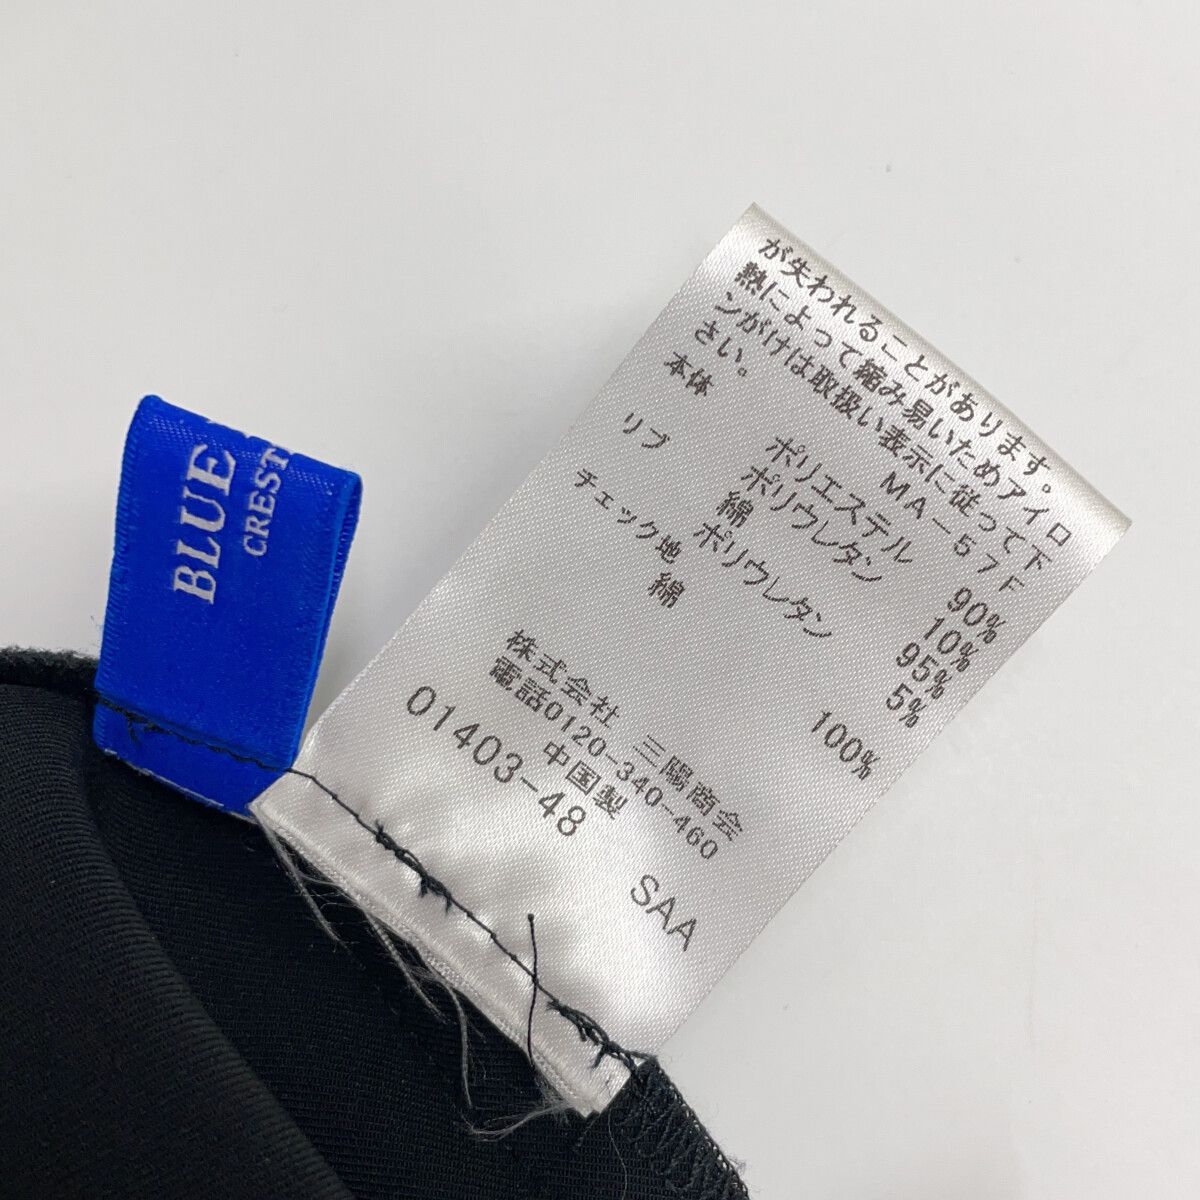 BLUE
CREST
が失われることがあります。
熱によって縮み易いためアイロ
ンがけは取扱い表示に従って下
さい。
MA-57F
本体 ポリエステル 90%
ポリウレタン 10%
リブ 綿 95%
ポリウレタン 5%
チェック地
綿 100%
株式会社 三陽商会
電話0120-340-460
中国製
01403-48 SAA